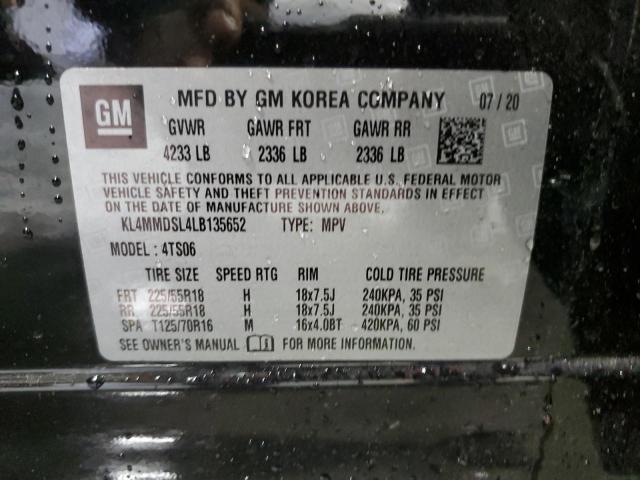 GM MFD BY GM KOREA COMPANY 07 / 20
GVWR GAWR FRT GAWR RR
4233 LB 2336 LB 2336 LB
THIS VEHICLE CONFORMS TO ALL APPLICABLE U.S. FEDERAL MOTOR
VEHICLE SAFETY AND THEFT PREVENTION STANDARDS IN EFFECT
ON THE DATE OF MANUFACTURE SHOWN ABOVE.
KL4MMDSL4LB135652 TYPE: MPV
MODEL: 4TS06
TIRE SIZE SPEED RTG RIM COLD TIRE PRESSURE
FRT 225/55R18 H 18x7.5J 240KPA, 35 PSI
RR 225/55R18 H 18x7.5J 240KPA, 35 PSI
SPA T125/70R16 M 16x4.0BT 420KPA, 60 PSI
SEE OWNER'S MANUAL FOR MORE INFORMATION.